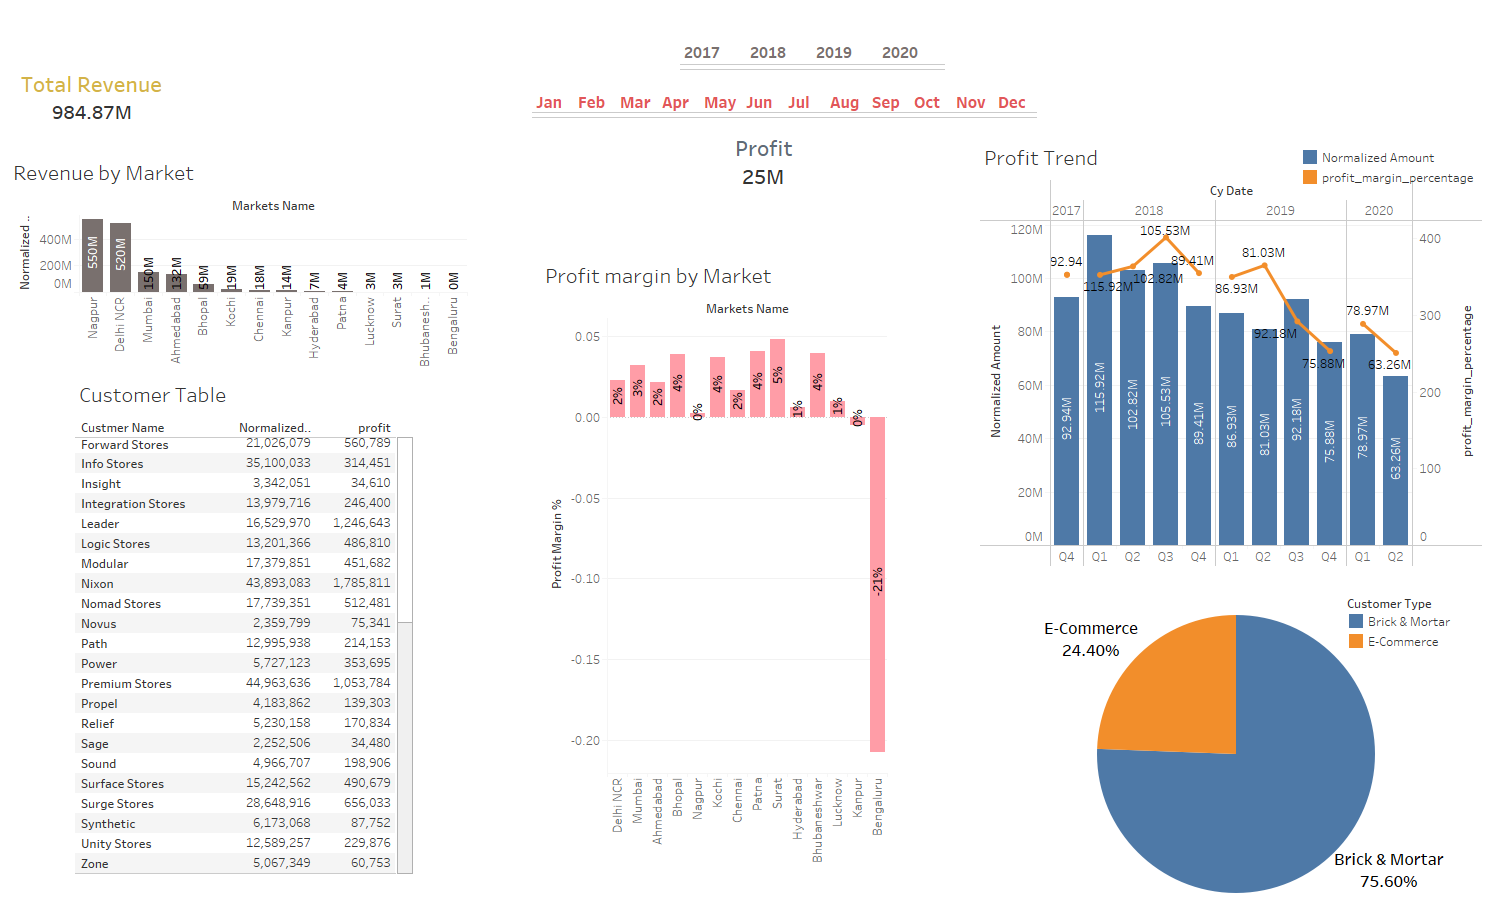 2017 2018 2019 2020
Total Revenue
984.87M
Jan Feb Mar Apr May Jun Jul Aug Sep Oct Nov Dec
Profit
25M
Revenue by Market
Markets Name
Normalized ..
400M
200M
0M
550M 520M 150M 132M 59M 19M 18M 14M 7M 4M 3M 3M 1M 0M
Nagpur Delhi NCR Mumbai Ahmedabad Bhopal Kochi Chennai Kanpur Hyderabad Patna Lucknow Surat Bhubanesh.. Bengaluru
Customer Table
Custmer Name Normalized.. profit
Forward Stores 21,026,079 560,789
Info Stores 35,100,033 314,451
Insight 3,342,051 34,610
Integration Stores 13,979,716 246,400
Leader 16,529,970 1,246,643
Logic Stores 13,201,366 486,810
Modular 17,379,851 451,682
Nixon 43,893,083 1,785,811
Nomad Stores 17,739,351 512,481
Novus 2,359,799 75,341
Path 12,995,938 214,153
Power 5,727,123 353,695
Premium Stores 44,963,636 1,053,784
Propel 4,183,862 139,303
Relief 5,230,158 170,834
Sage 2,252,506 34,480
Sound 4,966,707 198,906
Surface Stores 15,242,562 490,679
Surge Stores 28,648,916 656,033
Synthetic 6,173,068 87,752
Unity Stores 12,589,257 229,876
Zone 5,067,349 60,753
Profit margin by Market
Markets Name
Profit Margin %
0.05
0.00
-0.05
-0.10
-0.15
-0.20
2% 3% 2% 4% 0% 4% 2% 4% 5% 1% 4% 1% 0% -21%
Delhi NCR Mumbai Ahmedabad Bhopal Nagpur Kochi Chennai Patna Surat Hyderabad Bhubaneshwar Lucknow Kanpur Bengaluru
Profit Trend
Normalized Amount
profit_margin_percentage
Cy Date
2017 2018 2019 2020
Normalized Amount
120M
100M
80M
60M
40M
20M
0M
92.94 115.92M 102.82M 105.53M 89.41M 86.93M 81.03M 92.18M 75.88M 78.97M 63.26M
92.94M 115.92M 102.82M 105.53M 89.41M 86.93M 81.03M 92.18M 75.88M 78.97M 63.26M
400
300
200
100
0
profit_margin_percentage
Q4 Q1 Q2 Q3 Q4 Q1 Q2 Q3 Q4 Q1 Q2
Customer Type
Brick & Mortar
E-Commerce
E-Commerce
24.40%
Brick & Mortar
75.60%